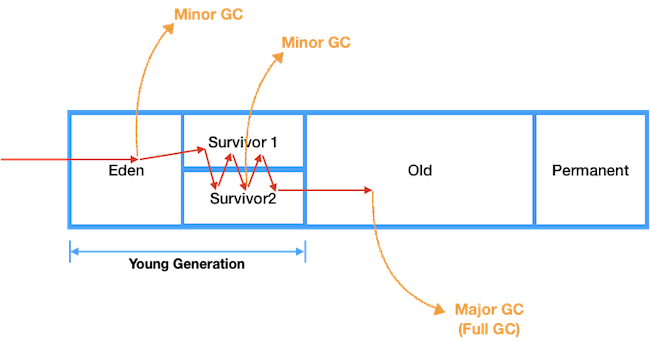 Minor GC
Minor GC
Survivor 1
Eden
Old
Permanent
Survivor2
Young Generation
Major GC
(Full GC)